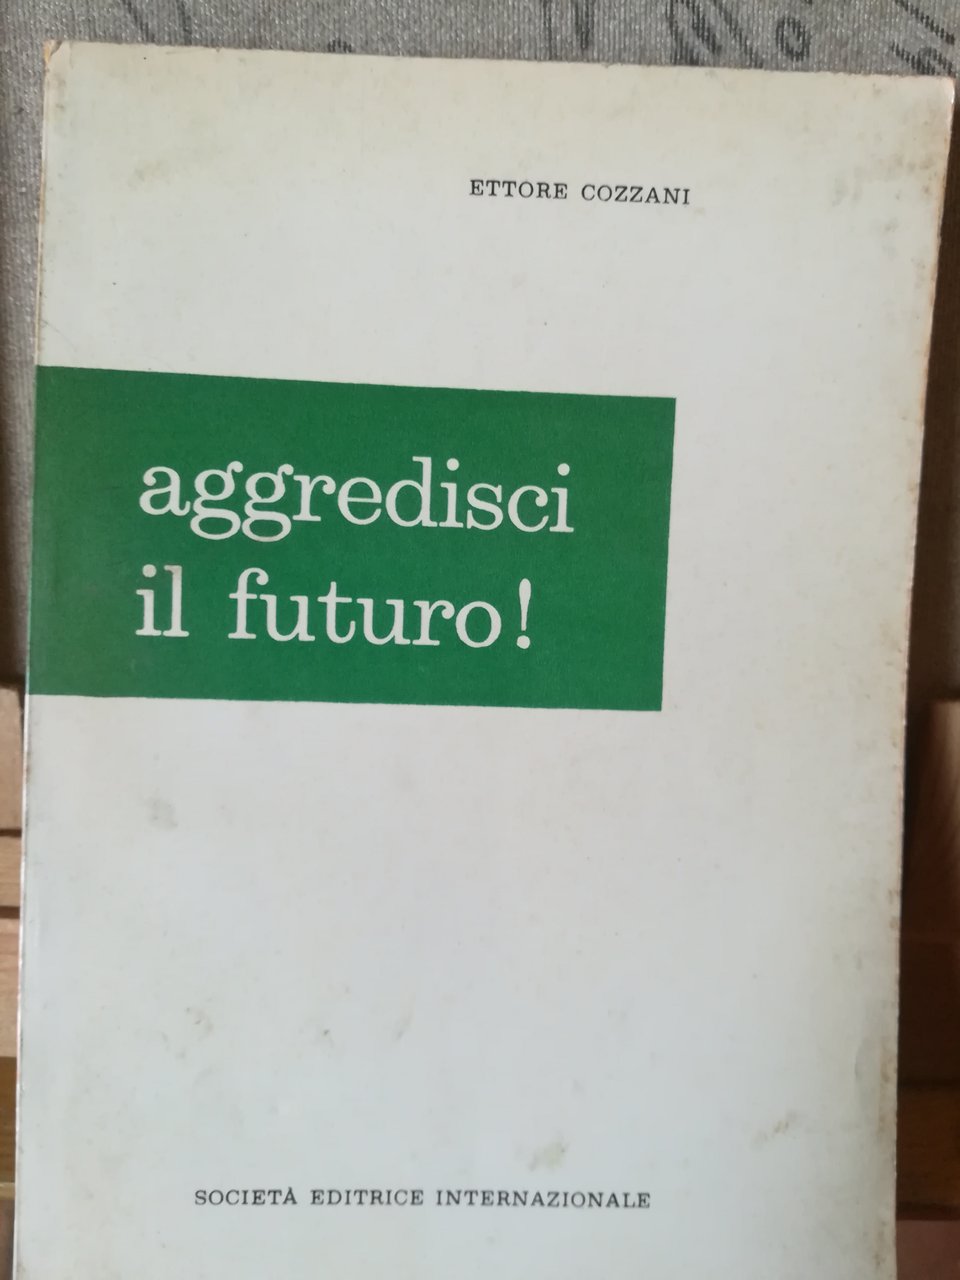 ETTORE COZZANI
aggredisci
il futuro!
SOCIETÀ EDITRICE INTERNAZIONALE